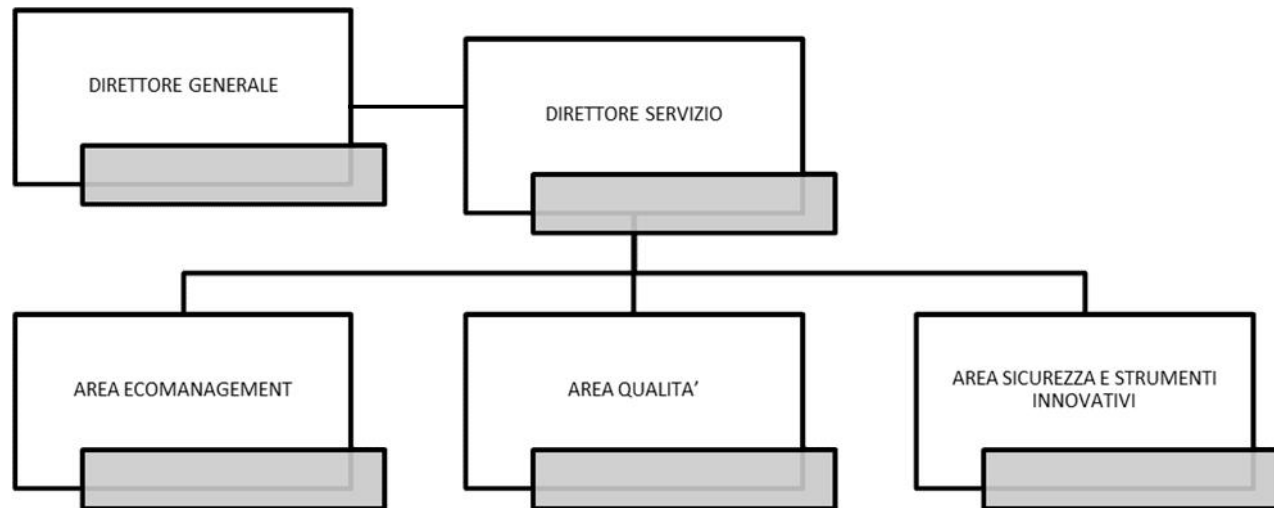 DIRETTORE GENERALE
DIRETTORE SERVIZIO
AREA ECOMANAGEMENT
AREA QUALITA’
AREA SICUREZZA E STRUMENTI
INNOVATIVI